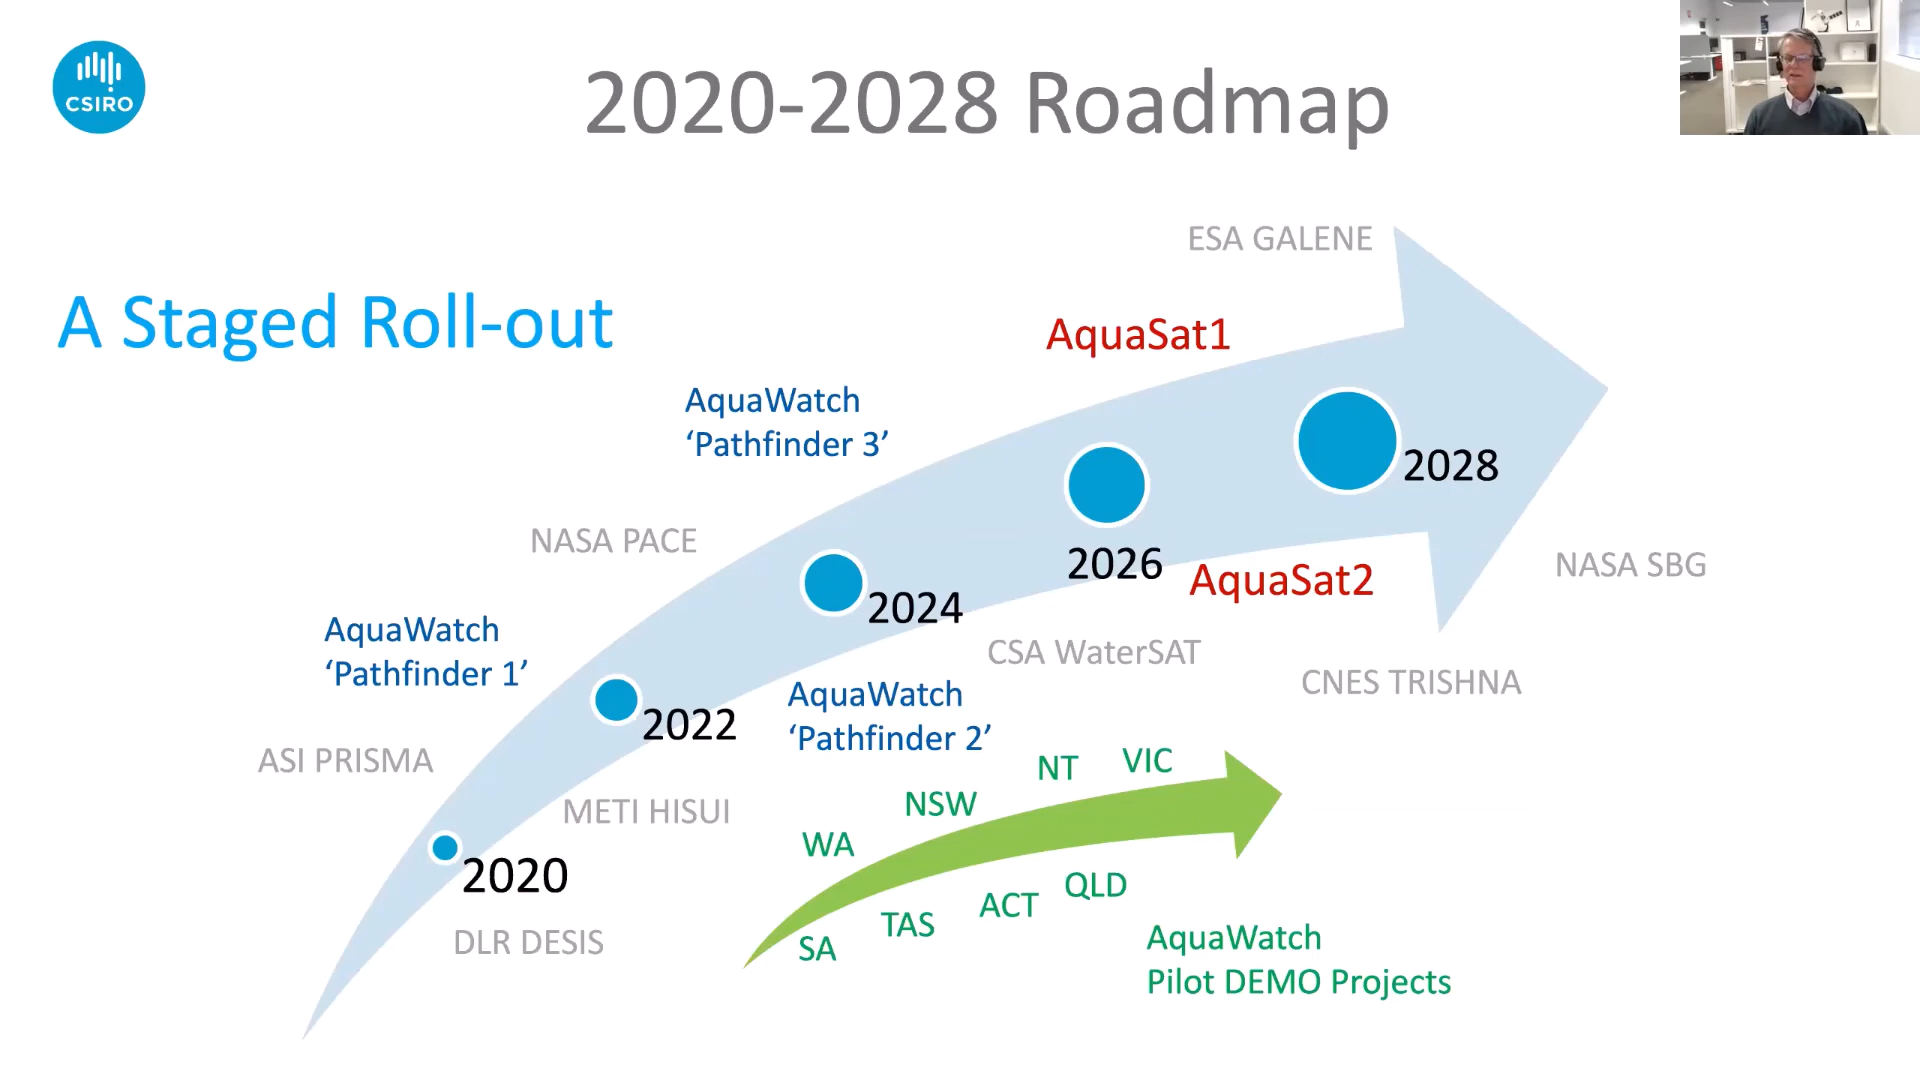 CSIRO
2020-2028 Roadmap
A Staged Roll-out
ESA GALENE
AquaSat1
AquaWatch
‘Pathfinder 3’
2028
NASA PACE
2026
AquaSat2
NASA SBG
2024
AquaWatch
‘Pathfinder 1’
CSA WaterSAT
CNES TRISHNA
2022
AquaWatch
‘Pathfinder 2’
ASI PRISMA
METI HISUI
2020
DLR DESIS
NT
VIC
NSW
WA
QLD
ACT
TAS
SA
AquaWatch
Pilot DEMO Projects